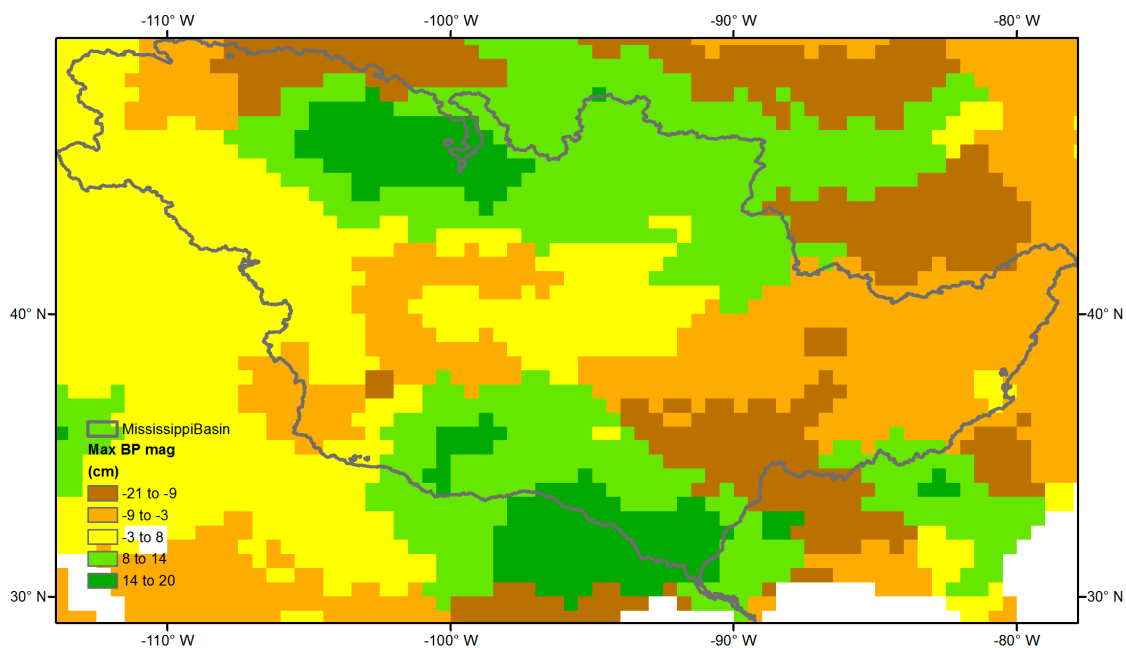 -110° W
-100° W
-90° W
-80° W
40° N
40° N
30° N
30° N
MississippiBasin
Max BP mag
(cm)
-21 to -9
-9 to -3
-3 to 8
8 to 14
14 to 20
-110° W
-100° W
-90° W
-80° W